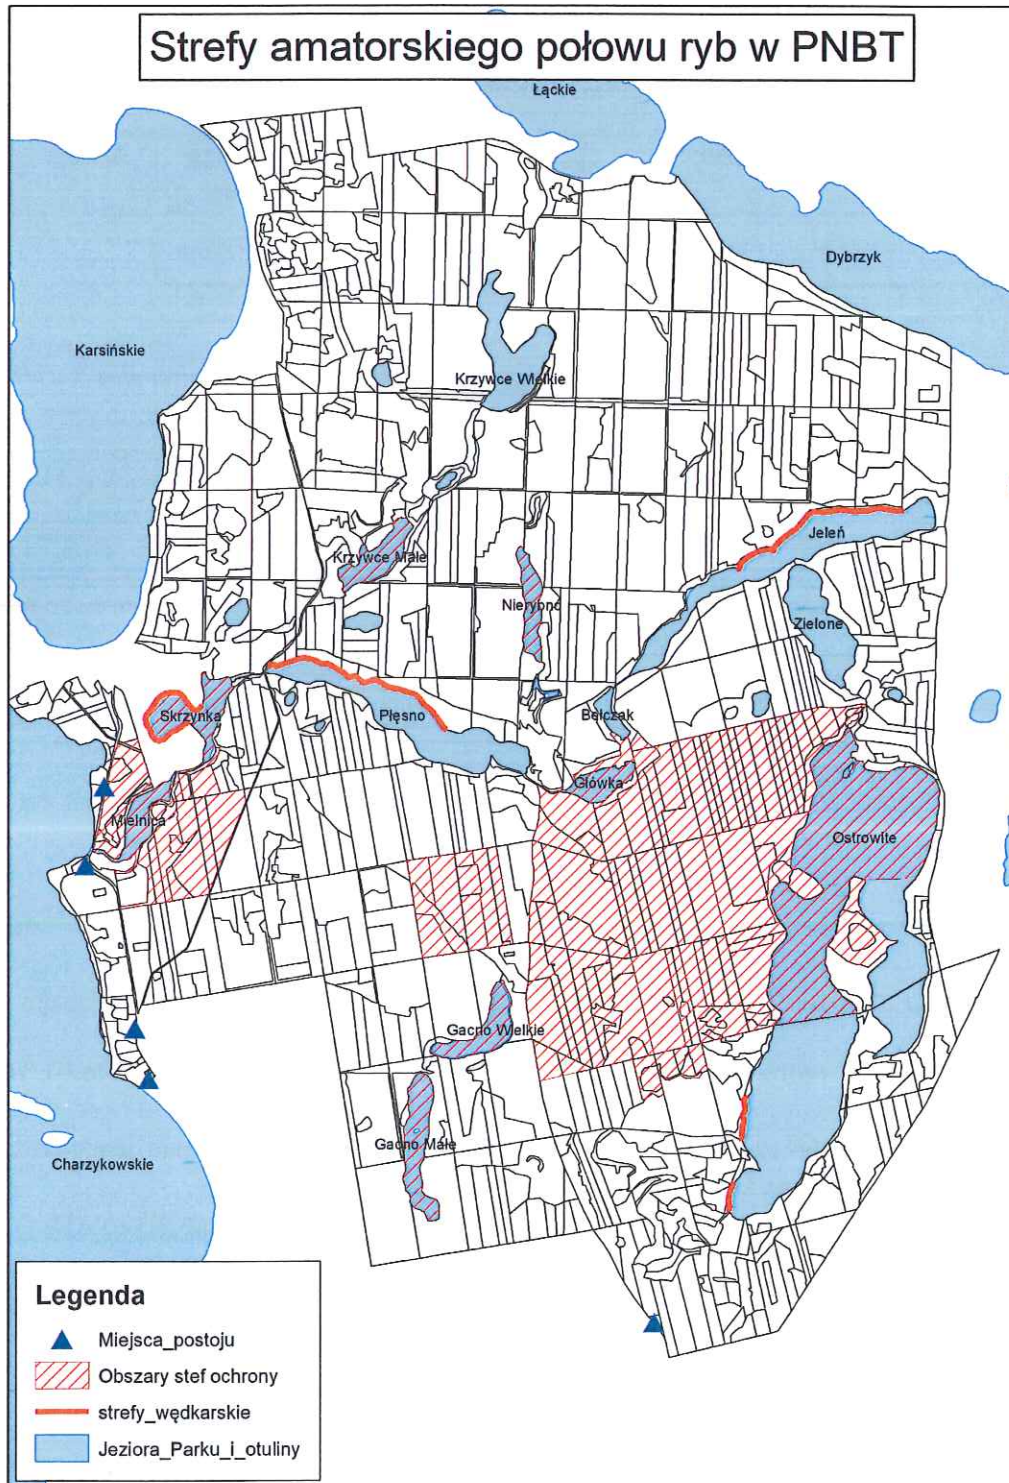 Strefy amatorskiego połowu ryb w PNBT
Łąckie
Dybrzyk
Karsińskie
Krzywce Wielkie
Jeleń
Krzywce Małe
Nierybno
Zielone
Skrzynka
Płęsno
Bełczak
Główka
Mielnica
Ostrowite
Gacno Wielkie
Gacno Małe
Charzykowskie
Legenda
Miejsca_postoju
Obszary stef ochrony
strefy_wędkarskie
Jeziora_Parku_i_otuliny